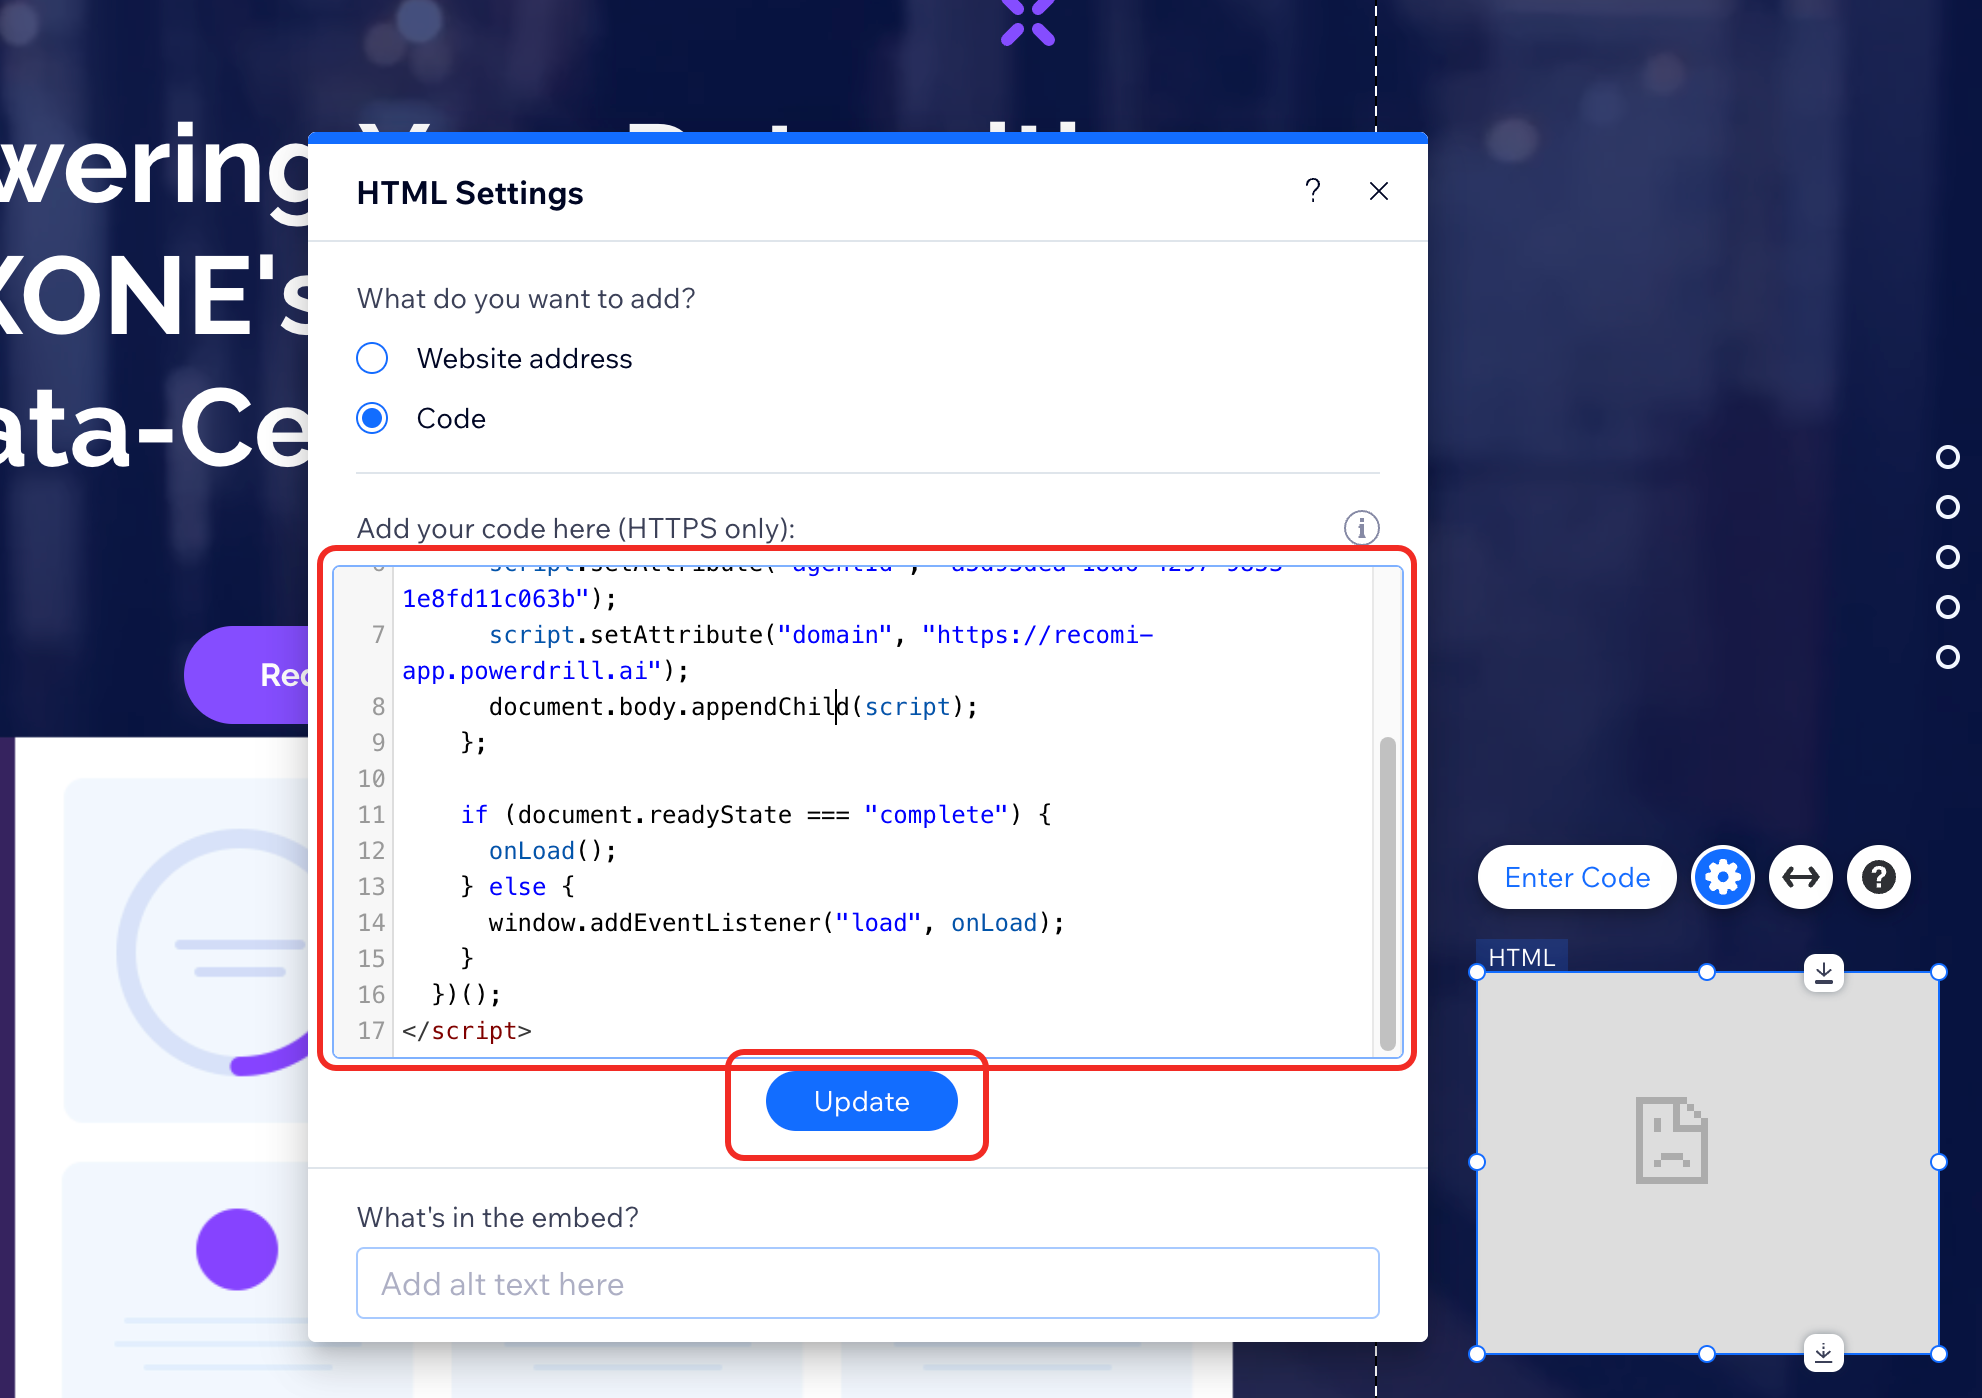 wering
XONE's
ata-Ce
HTML Settings
?
What do you want to add?
Website address
Code
Add your code here (HTTPS only):
1e8fd11c063b");
7 script.setAttribute("domain", "https://recomi-
app.powerdrill.ai");
8 document.body.appendChild(script);
9 };
10
11 if (document.readyState === "complete") {
12 onLoad();
13 } else {
14 window.addEventListener("load", onLoad);
15 }
16 })();
17 </script>
Update
What's in the embed?
Add alt text here
Rec
Enter Code
?
HTML